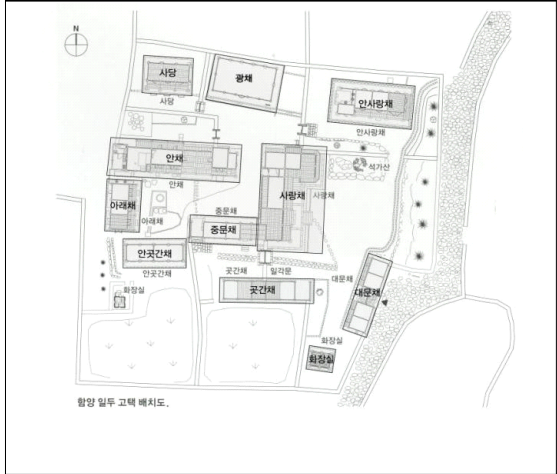 N
사당
사당
광채
안사랑채
안사랑채
안채
안채
석가산
사랑채
사랑채
아래채
아래채
중문채
중문채
안곳간채
안곳간채
곳간채
일각문
대문채
곳간채
대문채
화장실
화장실
화장실
함양 일두 고택 배치도.